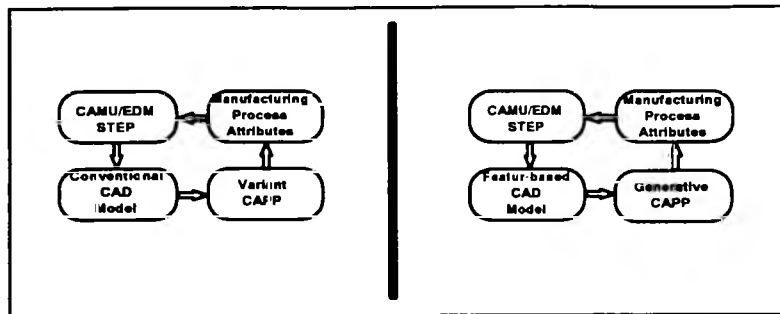 CAMU/EDM
STEP
Manufacturing
Process
Attributes
Conventional
CAD
Model
Variant
CAPP
CAMU/EDM
STEP
Manufacturing
Process
Attributes
Featur-based
CAD
Model
Generative
CAPP